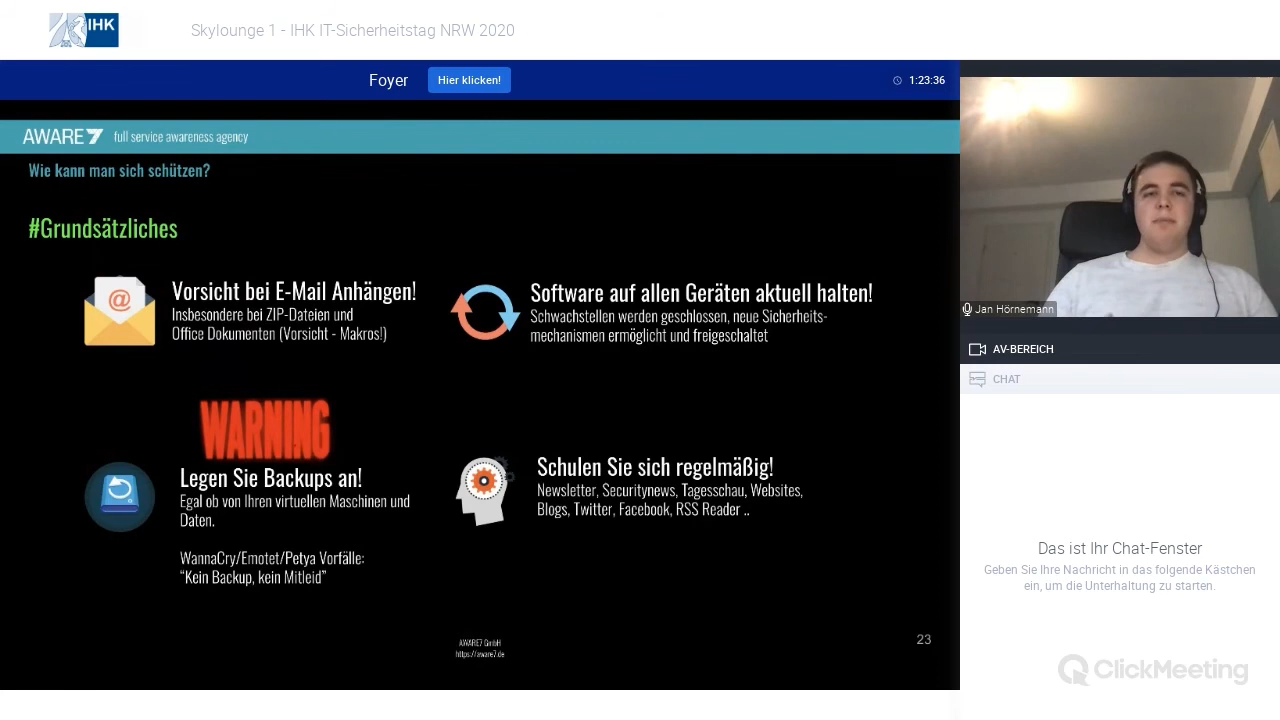 IHK
Skylounge 1 - IHK IT-Sicherheitstag NRW 2020
Foyer
Hier klicken!
1:23:36
AWARE7 full service awareness agency
Wie kann man sich schützen?
#Grundsätzliches
Vorsicht bei E-Mail Anhängen!
Insbesondere bei ZIP-Dateien und
Office Dokumenten (Vorsicht - Makros!)
Software auf allen Geräten aktuell halten!
Schwachstellen werden geschlossen, neue Sicherheits-
mechanismen ermöglicht und freigeschaltet
WARNING
Legen Sie Backups an!
Egal ob von Ihren virtuellen Maschinen und
Daten.
WannaCry/Emotet/Petya Vorfälle:
“Kein Backup, kein Mitleid”
Schulen Sie sich regelmäßig!
Newsletter, Securitynews, Tagesschau, Websites,
Blogs, Twitter, Facebook, RSS Reader ..
AWARE7 GmbH
https://aware7.de
23
Jan Hörnemann
AV-BEREICH
CHAT
Das ist Ihr Chat-Fenster
Geben Sie Ihre Nachricht in das folgende Kästchen
ein, um die Unterhaltung zu starten.
ClickMeeting